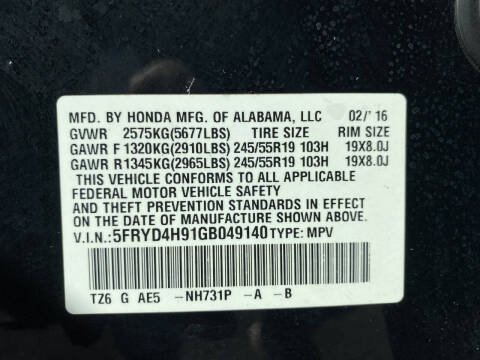 MFD. BY HONDA MFG. OF ALABAMA, LLC 02/'16
GVWR 2575KG(5677LBS) TIRE SIZE RIM SIZE
GAWR F1320KG(2910LBS)245/55R19 103H 19X8.0J
GAWR R1345KG(2965LBS)245/55R19 103H 19X8.0J
THIS VEHICLE CONFORMS TO ALL APPLICABLE
FEDERAL MOTOR VEHICLE SAFETY
AND THEFT PREVENTION STANDARDS IN EFFECT
ON THE DATE OF MANUFACTURE SHOWN ABOVE.
V.I.N.:5FRYD4H91GB049140 TYPE: MPV
TZ6 G AE5 -NH731P -A -B